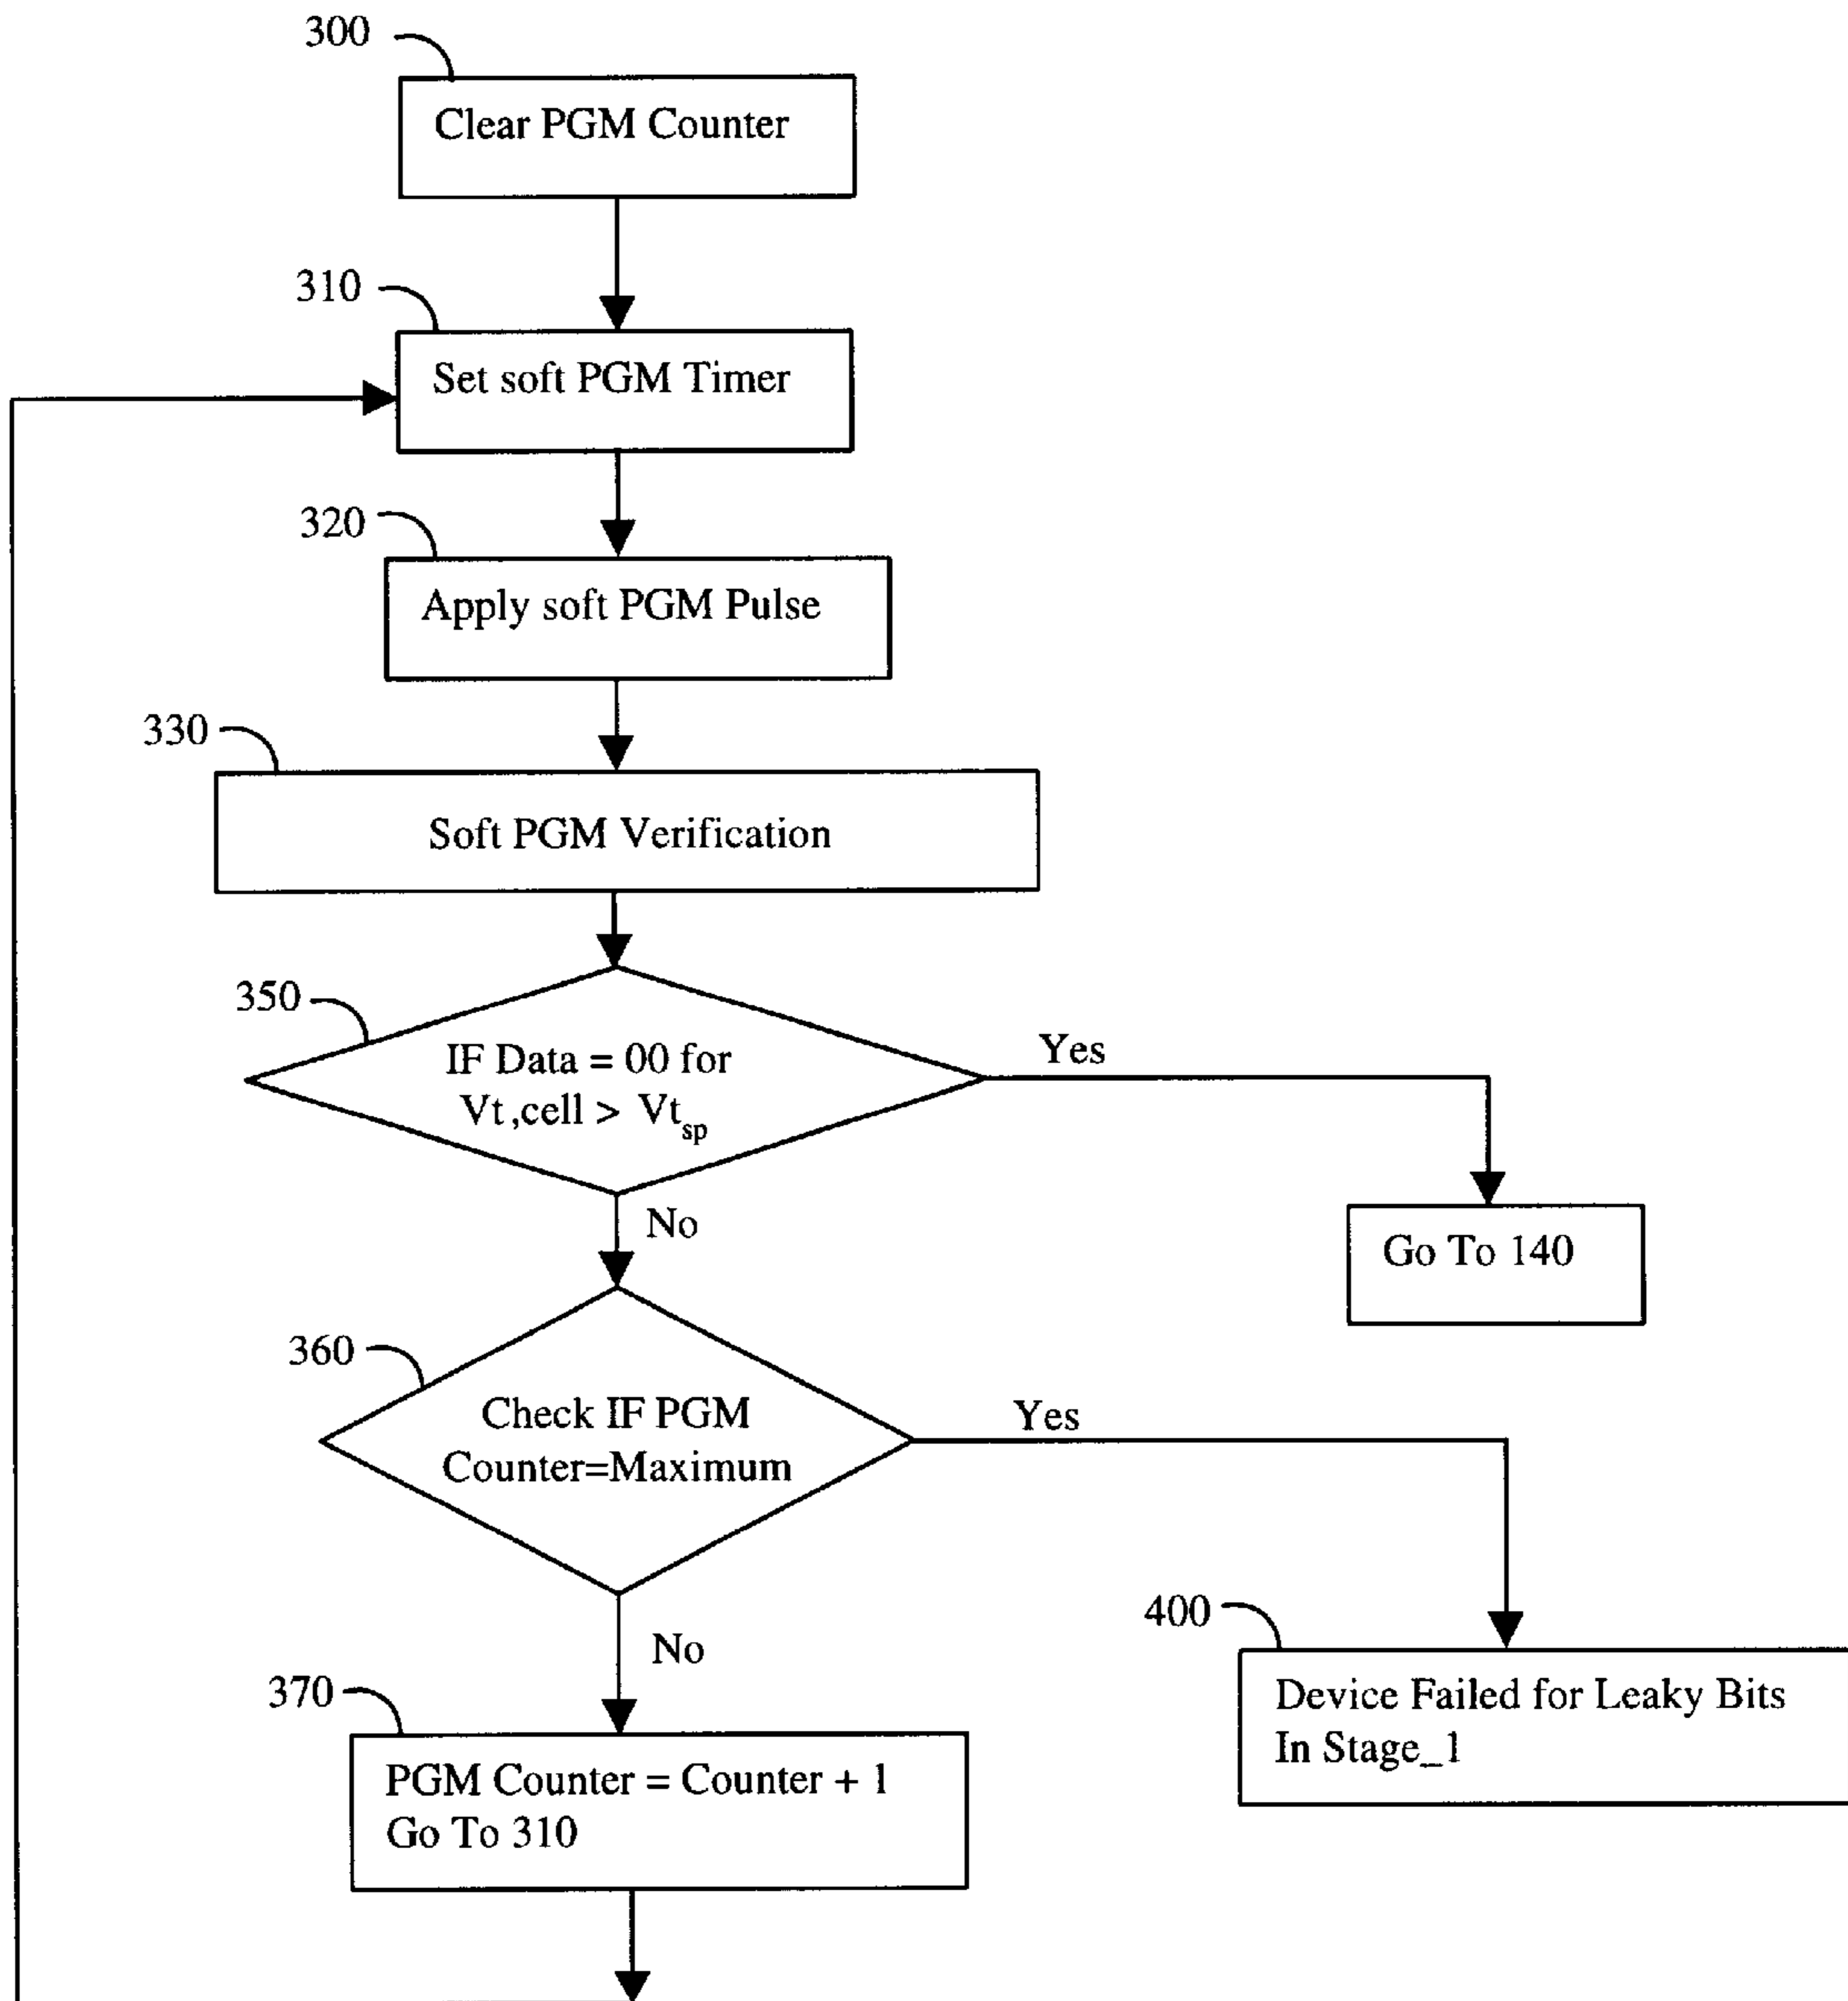 300
Clear PGM Counter
310
Set soft PGM Timer
320
Apply soft PGM Pulse
330
Soft PGM Verification
350
IF Data = 00 for
Vt,cell > Vtsp
Yes
No
Go To 140
360
Check IF PGM
Counter=Maximum
Yes
No
400
Device Failed for Leaky Bits
In Stage_1
370
PGM Counter = Counter + 1
Go To 310